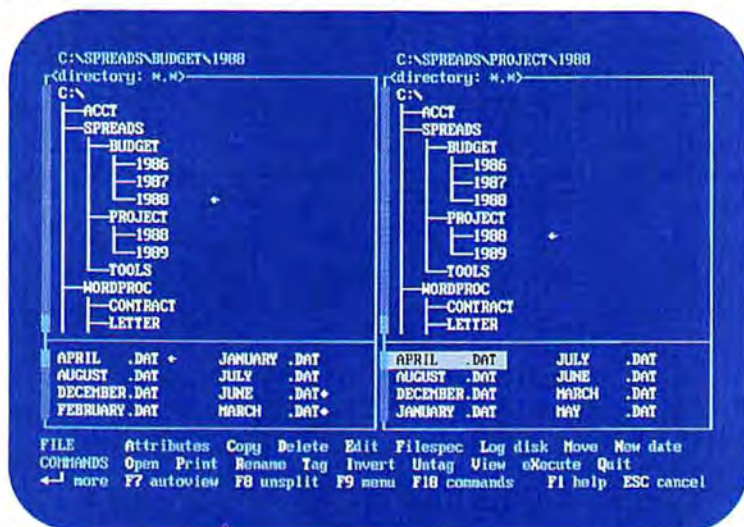 C:\SPREADS\BUDGET\1988 C:\SPREADS\PROJECT\1988
<directory: *.*> <directory: *.*>
C:\ C:\
ACCT ACCT
SPREADS SPREADS
BUDGET BUDGET
1986 1986
1987 1987
1988 1988
PROJECT PROJECT
1988 1988
1989 1989
TOOLS TOOLS
WORDPROC WORDPROC
CONTRACT CONTRACT
LETTER LETTER
APRIL .DAT JANUARY .DAT APRIL .DAT JULY .DAT
AUGUST .DAT JULY .DAT AUGUST .DAT JUNE .DAT
DECEMBER.DAT JUNE .DAT DECEMBER.DAT MARCH .DAT
FEBRUARY.DAT MARCH .DAT JANUARY .DAT MAY .DAT
FILE Attributes Copy Delete Edit Filespec Log disk Move New date
COMMANDS Open Print Rename Tag Invert Untag View eXecute Quit
more F7 autoview F8 unsplit F9 menu F10 commands F1 help ESC cancel